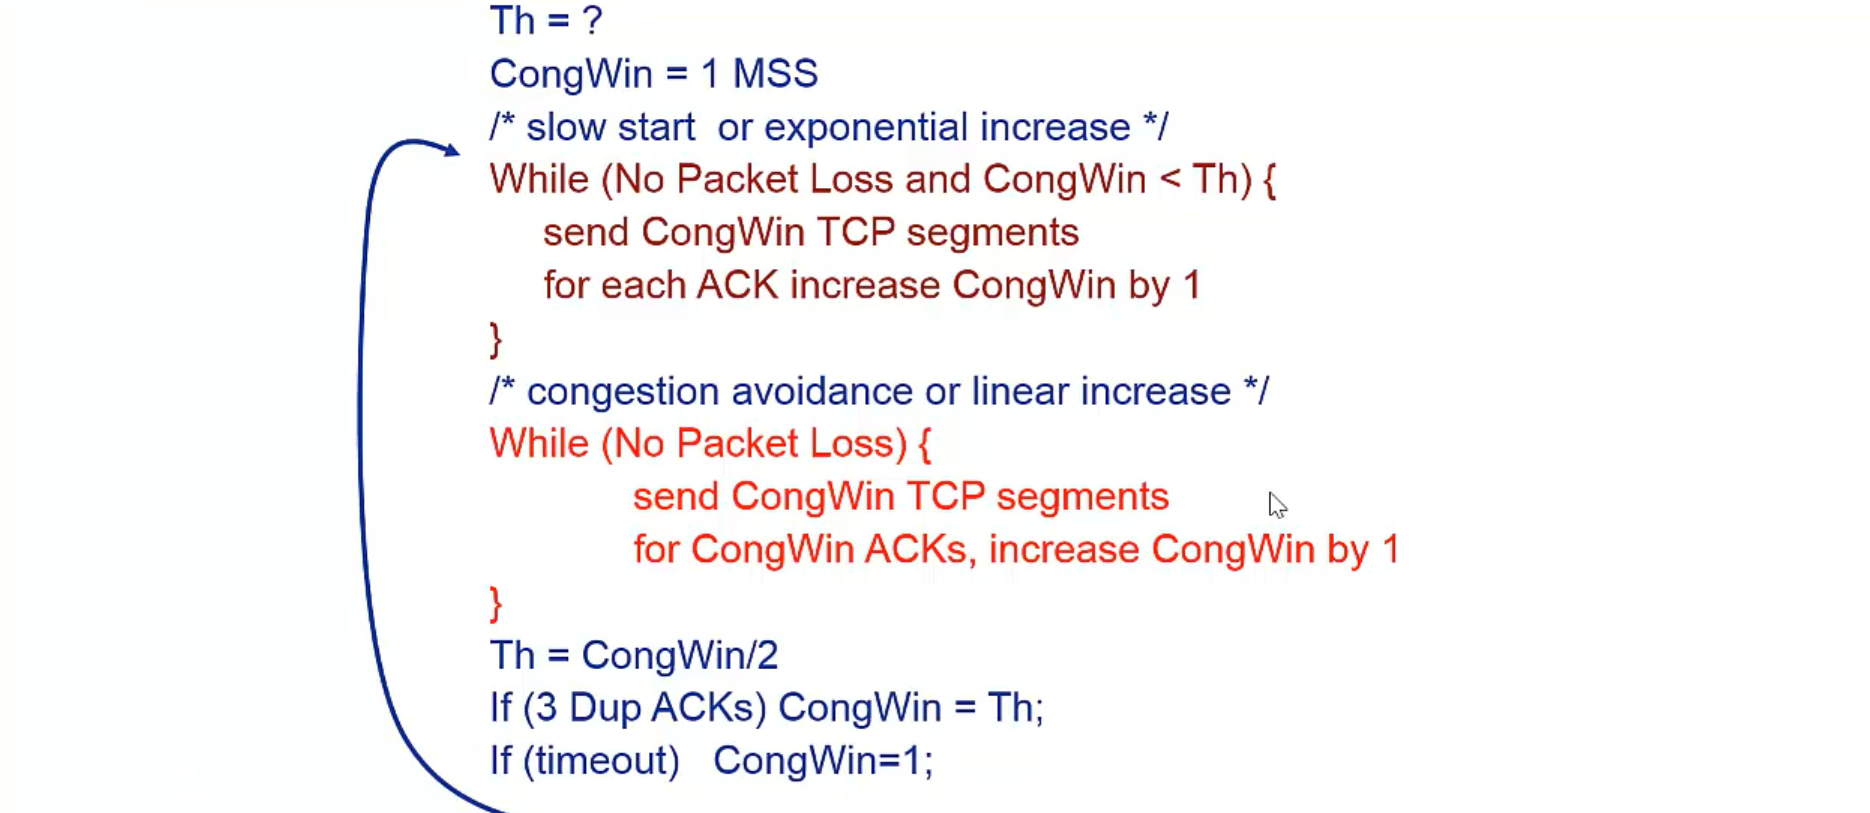 Th = ?
CongWin = 1 MSS
/* slow start  or exponential increase */
While (No Packet Loss and CongWin < Th) {
send CongWin TCP segments
for each ACK increase CongWin by 1
}
/* congestion avoidance or linear increase */
While (No Packet Loss) {
send CongWin TCP segments
for CongWin ACKs, increase CongWin by 1
}
Th = CongWin/2
If (3 Dup ACKs) CongWin = Th;
If (timeout)   CongWin=1;